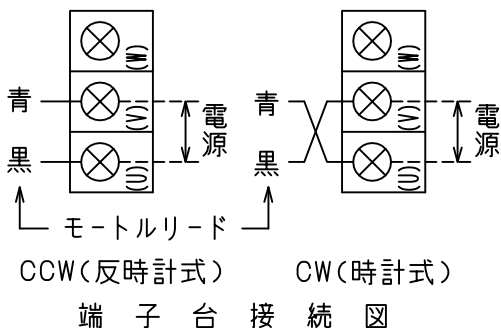 (W)
(W)
青
(V)
電源
青
(V)
電源
黒
(U)
黒
(U)
モートルリード
CCW(反時計式)
CW(時計式)
端子台接続図